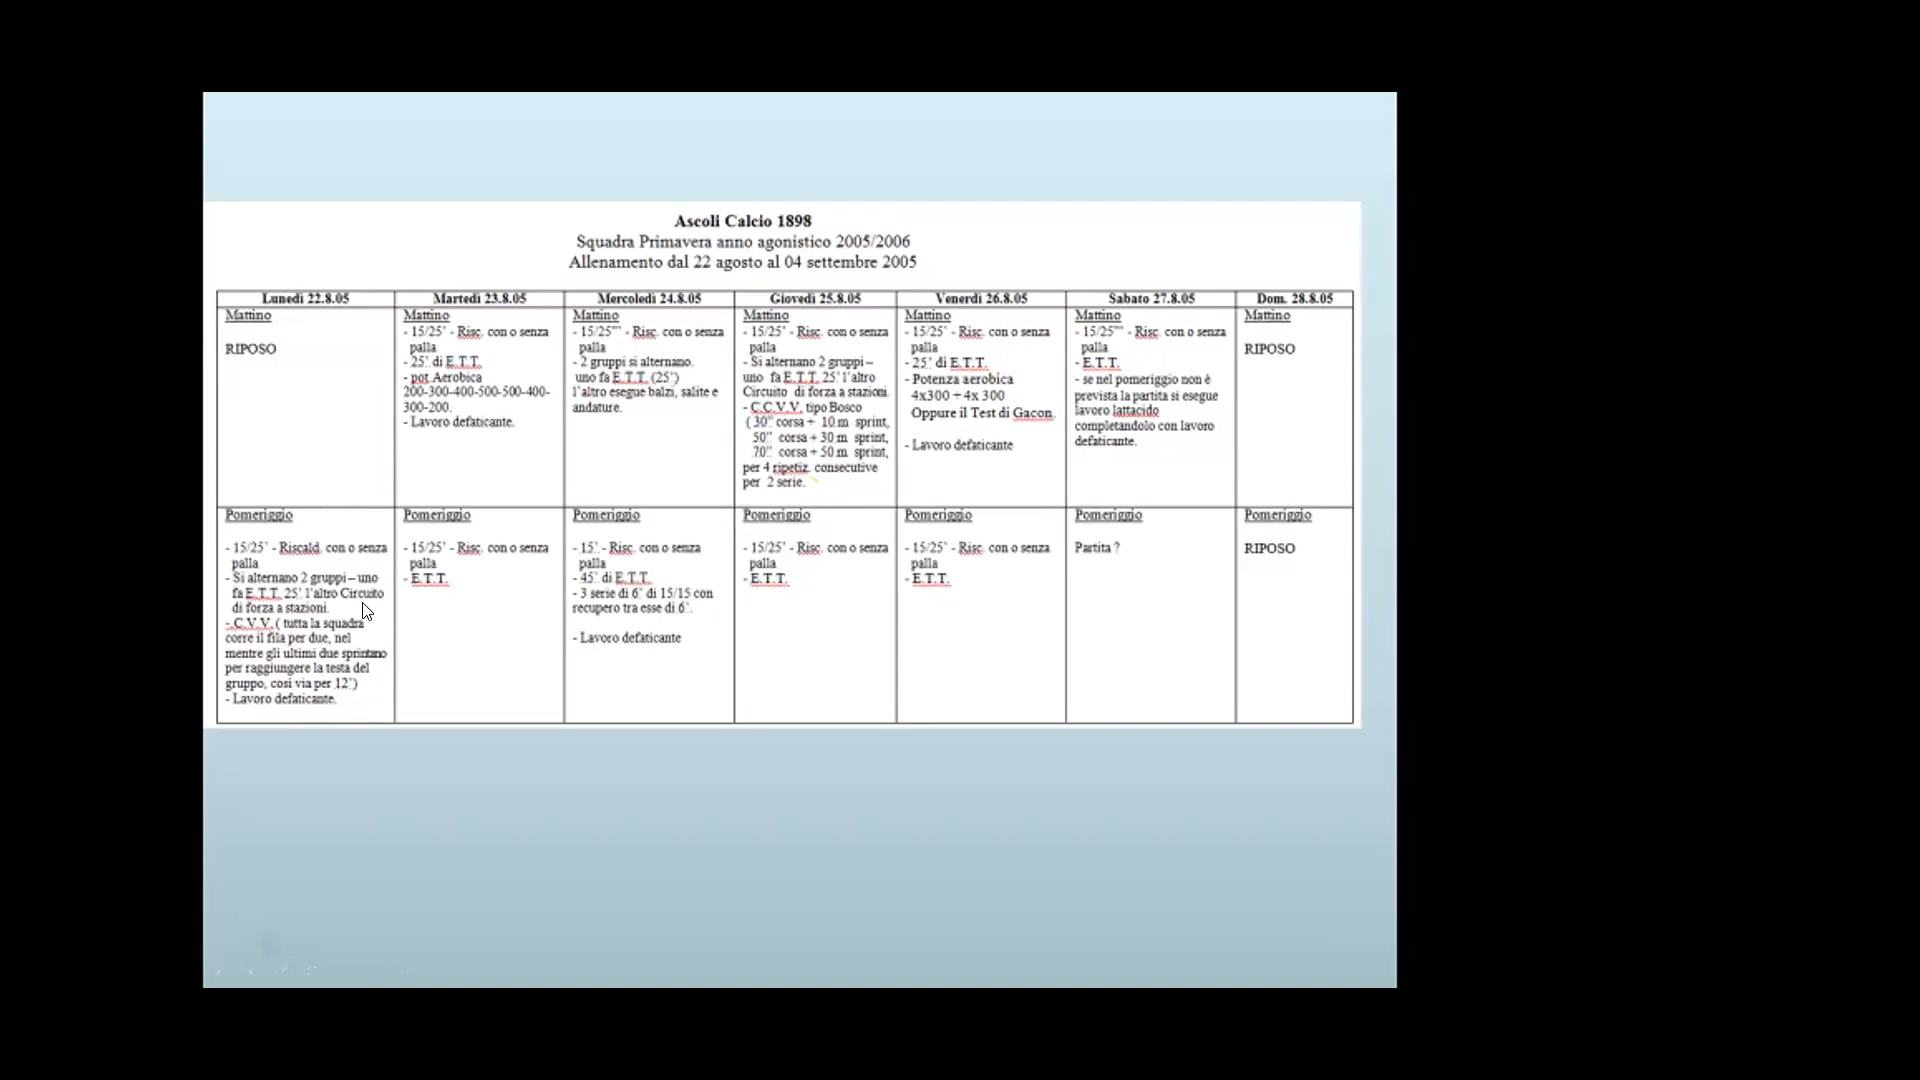 Ascoli Calcio 1898
Squadra Primavera anno agonistico 2005/2006
Allenamento dal 22 agosto al 04 settembre 2005
Lunedì 22.8.05
Martedì 23.8.05
Mercoledì 24.8.05
Giovedì 25.8.05
Venerdì 26.8.05
Sabato 27.8.05
Dom. 28.8.05
Mattino
RIPOSO
Mattino
- 15/25' - Risc. con o senza
palla
- 25'. di E.T.T.
- pot. Aerobica
200-300-400-500-500-400-
300-200.
- Lavoro defaticante.
Mattino
- 15/25'''' - Risc. con o senza
palla
- 2 gruppi si alternano.
uno fa E.T.T. (25')
l'altro esegue balzi, salite e
andature.
Mattino
- 15/25' - Risc. con o senza
palla
- Si alternano 2 gruppi –
uno fa E.T.T. 25' l'altro
Circuito di forza a stazioni.
- C.C.V.V. tipo Bosco
( 30'' corsa + 10 m sprint,
50'' corsa + 30 m sprint,
70'' corsa + 50 m sprint,
per 4 ripetiz. consecutive
per 2 serie.
Mattino
- 15/25' - Risc. con o senza
palla
- 25' di E.T.T.
- Potenza aerobica
4x300 + 4x 300
Oppure il Test di Gacon.
- Lavoro defaticante
Mattino
- 15/25'''' - Risc. con o senza
palla
- E.T.T.
- se nel pomeriggio non è
prevista la partita si esegue
lavoro lattacido
completandolo con lavoro
defaticante.
Mattino
RIPOSO
Pomeriggio
- 15/25' - Riscald. con o senza
palla
- Si alternano 2 gruppi – uno
fa E.T.T. 25' l'altro Circuito
di forza a stazioni.
- C.V.V. ( tutta la squadra
corre il fila per due, nel
mentre gli ultimi due sprintano
per raggiungere la testa del
gruppo, così via per 12'.)
- Lavoro defaticante.
Pomeriggio
- 15/25' - Risc. con o senza
palla
- E.T.T.
Pomeriggio
- 15'. - Risc. con o senza
palla
- 45'. di E.T.T.
- 3 serie di 6' di 15/15 con
recupero tra esse di 6'.
- Lavoro defaticante
Pomeriggio
- 15/25' - Risc. con o senza
palla
- E.T.T.
Pomeriggio
- 15/25' - Risc. con o senza
palla
- E.T.T.
Pomeriggio
Partita ?
Pomeriggio
RIPOSO